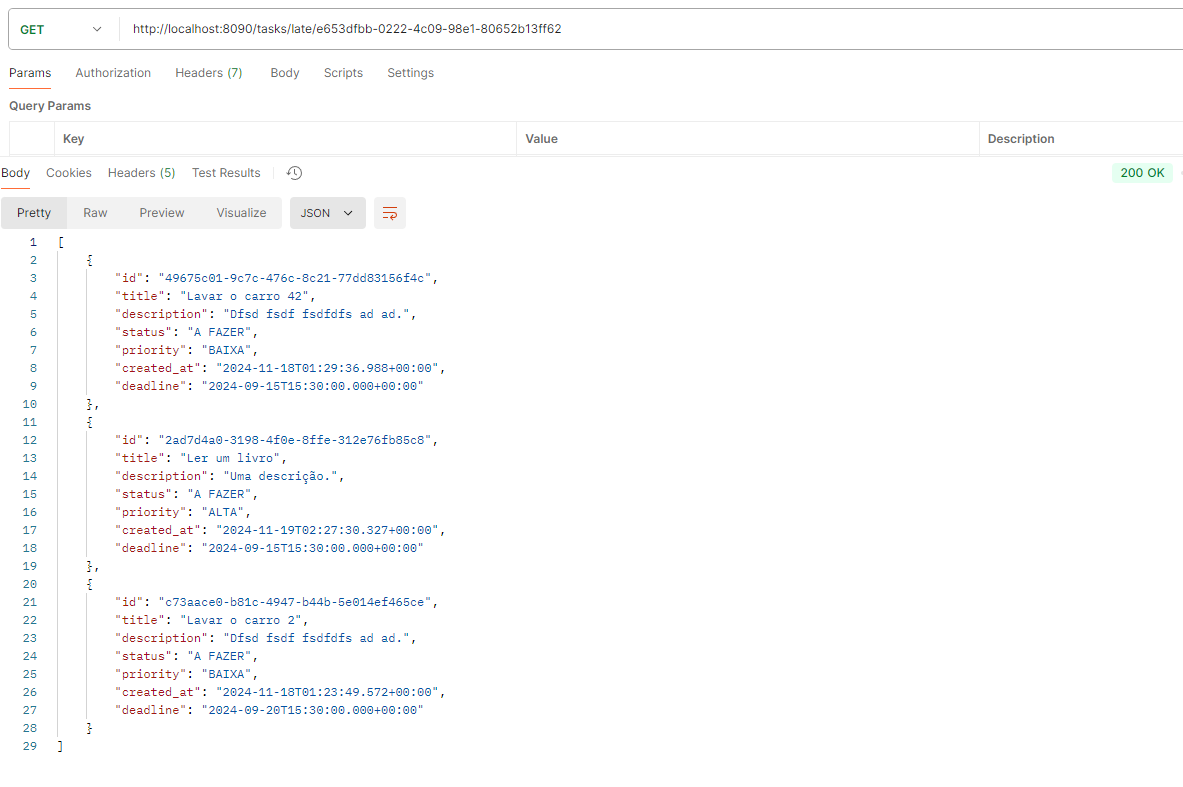 GET http://localhost:8090/tasks/late/e653dfbb-0222-4c09-98e1-80652b13ff62
Params Authorization Headers (7) Body Scripts Settings
Query Params
Key Value Description
Body Cookies Headers (5) Test Results 200 OK
Pretty Raw Preview Visualize JSON
1 [
2 {
3 "id": "49675c01-9c7c-476c-8c21-77dd83156f4c",
4 "title": "Lavar o carro 42",
5 "description": "Dfsd fsdf fsdfdfs ad ad.",
6 "status": "A FAZER",
7 "priority": "BAIXA",
8 "created_at": "2024-11-18T01:29:36.988+00:00",
9 "deadline": "2024-09-15T15:30:00.000+00:00"
10 },
11 {
12 "id": "2ad7d4a0-3198-4f0e-8ffe-312e76fb85c8",
13 "title": "Ler um livro",
14 "description": "Uma descrição.",
15 "status": "A FAZER",
16 "priority": "ALTA",
17 "created_at": "2024-11-19T02:27:30.327+00:00",
18 "deadline": "2024-09-15T15:30:00.000+00:00"
19 },
20 {
21 "id": "c73aace0-b81c-4947-b44b-5e014ef465ce",
22 "title": "Lavar o carro 2",
23 "description": "Dfsd fsdf fsdfdfs ad ad.",
24 "status": "A FAZER",
25 "priority": "BAIXA",
26 "created_at": "2024-11-18T01:23:49.572+00:00",
27 "deadline": "2024-09-20T15:30:00.000+00:00"
28 }
29 ]